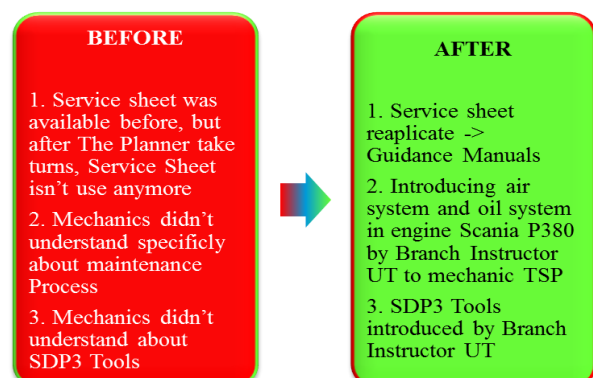 BEFORE
1. Service sheet was
available before, but
after The Planner take
turns, Service Sheet
isn't use anymore
2. Mechanics didn't
understand specificly
about maintenance
Process
3. Mechanics didn't
understand about
SDP3 Tools
AFTER
1. Service sheet
reaplicate ->
Guidance Manuals
2. Introducing air
system and oil system
in engine Scania P380
by Branch Instructor
UT to mechanic TSP
3. SDP3 Tools
introduced by Branch
Instructor UT